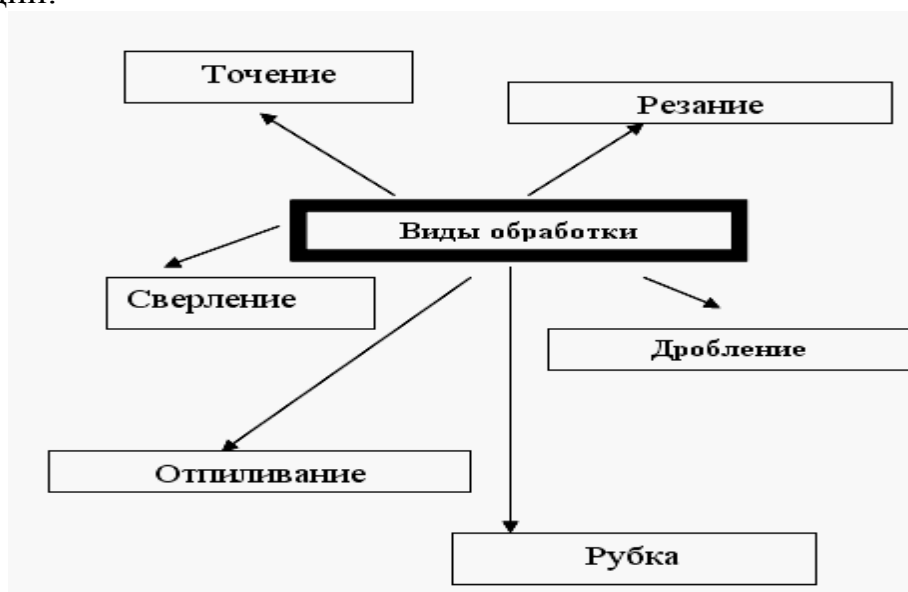 Точение
Резание
Виды обработки
Сверление
Дробление
Отпиливание
Рубка